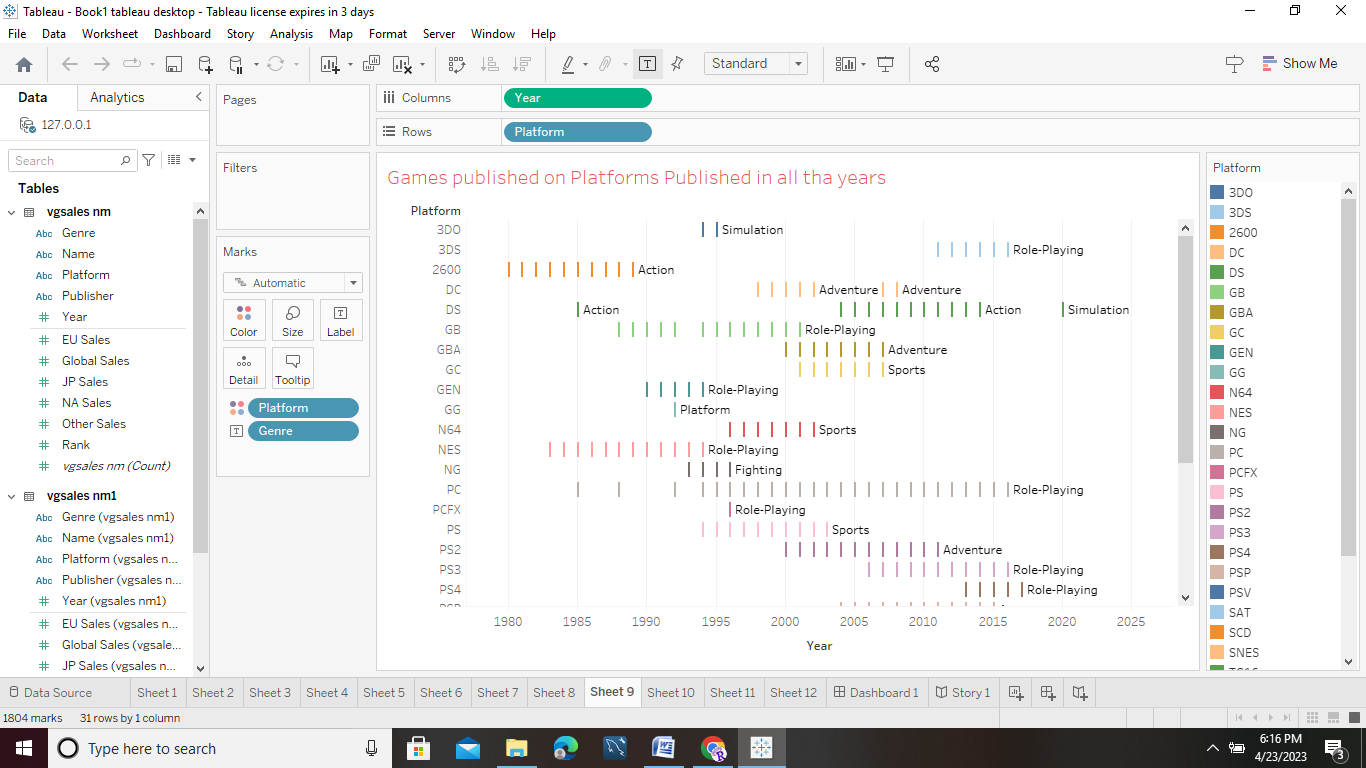 Tableau - Book1 tableau desktop - Tableau license expires in 3 days
File Data Worksheet Dashboard Story Analysis Map Format Server Window Help
Standard
Show Me
Data Analytics
127.0.0.1
Search
Tables
vgsales nm
Abc Genre
Abc Name
Abc Platform
Abc Publisher
Year
EU Sales
Global Sales
JP Sales
NA Sales
Other Sales
Rank
vgsales nm (Count)
vgsales nm1
Abc Genre (vgsales nm1)
Abc Name (vgsales nm1)
Abc Platform (vgsales n...
Abc Publisher (vgsales n...
Year (vgsales nm1)
EU Sales (vgsales n...
Global Sales (vgsale...
JP Sales (vgsales n...
Pages
Filters
Marks
Automatic
Color Size Label
Detail Tooltip
Platform
Genre
Columns Year
Rows Platform
Games published on Platforms Published in all tha years
Platform
3DO Simulation
3DS Role-Playing
2600 Action
DC Adventure Adventure
DS Action Action Simulation
GB Role-Playing
GBA Adventure
GC Sports
GEN Role-Playing
GG Platform
N64 Sports
NES Role-Playing
NG Fighting
PC Role-Playing
PCFX Role-Playing
PS Sports
PS2 Adventure
PS3 Role-Playing
PS4 Role-Playing
1980 1985 1990 1995 2000 2005 2010 2015 2020 2025
Year
Platform
3DO
3DS
2600
DC
DS
GB
GBA
GC
GEN
GG
N64
NES
NG
PC
PCFX
PS
PS2
PS3
PS4
PSP
PSV
SAT
SCD
SNES
Data Source Sheet 1 Sheet 2 Sheet 3 Sheet 4 Sheet 5 Sheet 6 Sheet 7 Sheet 8 Sheet 9 Sheet 10 Sheet 11 Sheet 12 Dashboard 1 Story 1
1804 marks 31 rows by 1 column
Type here to search
6:16 PM
4/23/2023
3